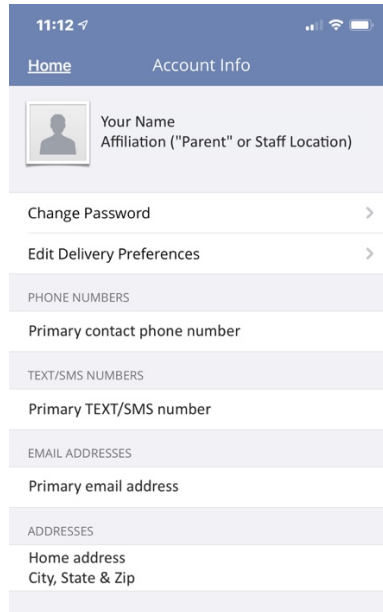 11:12
Home
Account Info
Your Name
Affiliation ("Parent" or Staff Location)
Change Password
Edit Delivery Preferences
PHONE NUMBERS
Primary contact phone number
TEXT/SMS NUMBERS
Primary TEXT/SMS number
EMAIL ADDRESSES
Primary email address
ADDRESSES
Home address
City, State & Zip